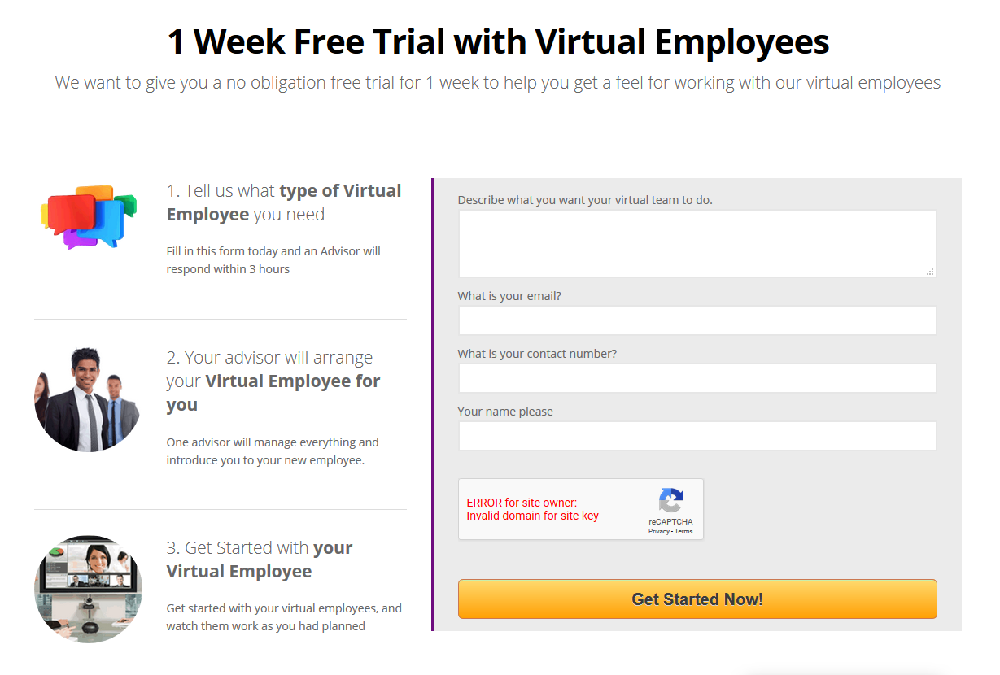 1 Week Free Trial with Virtual Employees
We want to give you a no obligation free trial for 1 week to help you get a feel for working with our virtual employees
1. Tell us what type of Virtual
Employee you need
Fill in this form today and an Advisor will
respond within 3 hours
2. Your advisor will arrange
your Virtual Employee for
you
One advisor will manage everything and
introduce you to your new employee.
3. Get Started with your
Virtual Employee
Get started with your virtual employees, and
watch them work as you had planned
Describe what you want your virtual team to do.
What is your email?
What is your contact number?
Your name please
ERROR for site owner:
Invalid domain for site key
reCAPTCHA
Privacy - Terms
Get Started Now!